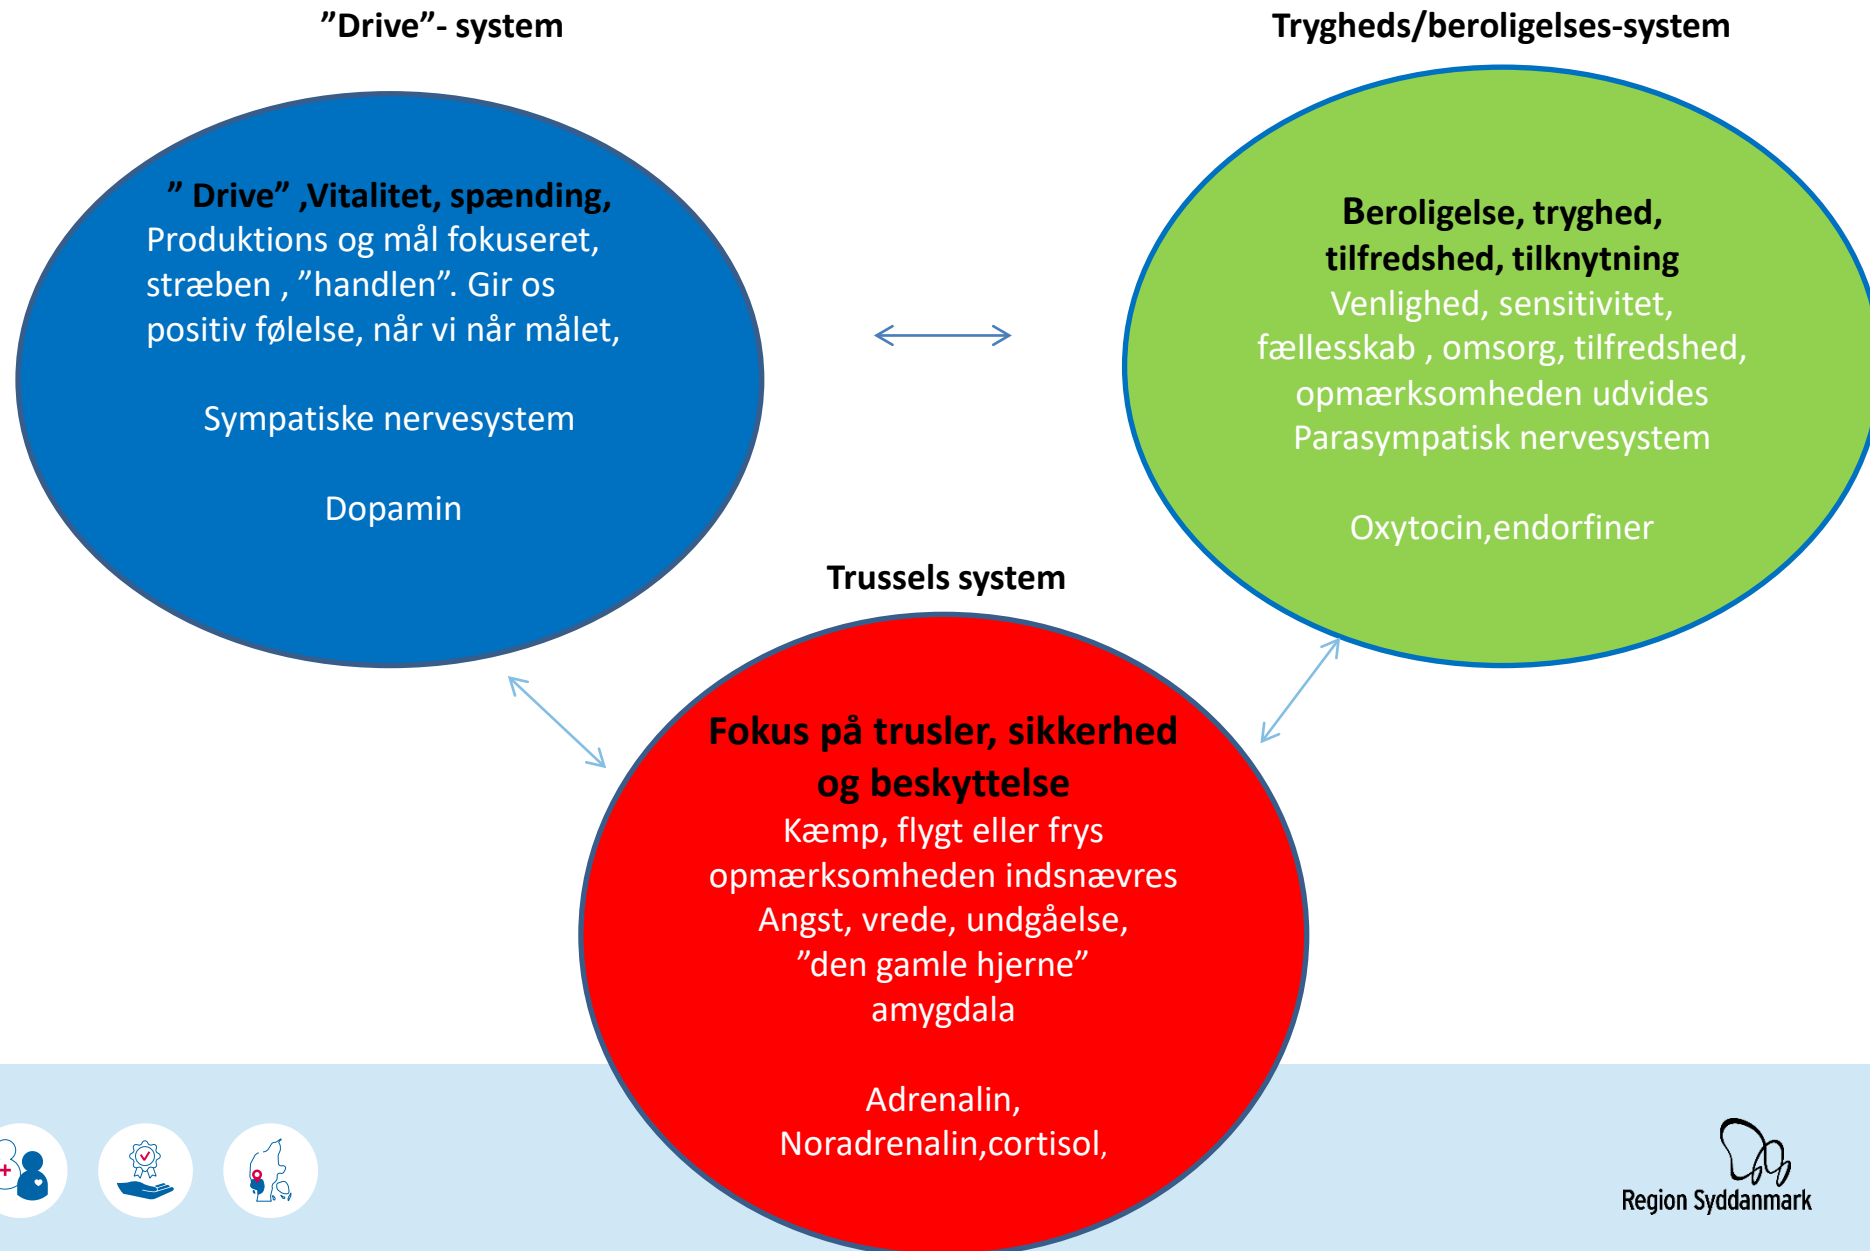 ”Drive”- system
Trygheds/beroligelses-system
” Drive” ,Vitalitet, spænding,
Produktions og mål fokuseret,
stræben , ”handlen”. Gir os
positiv følelse, når vi når målet,
Sympatiske nervesystem
Dopamin
Beroligelse, tryghed,
tilfredshed, tilknytning
Venlighed, sensitivitet,
fællesskab , omsorg, tilfredshed,
opmærksomheden udvides
Parasympatisk nervesystem
Oxytocin,endorfiner
Trussels system
Fokus på trusler, sikkerhed
og beskyttelse
Kæmp, flygt eller frys
opmærksomheden indsnævres
Angst, vrede, undgåelse,
”den gamle hjerne”
amygdala
Adrenalin,
Noradrenalin,cortisol,
Region Syddanmark